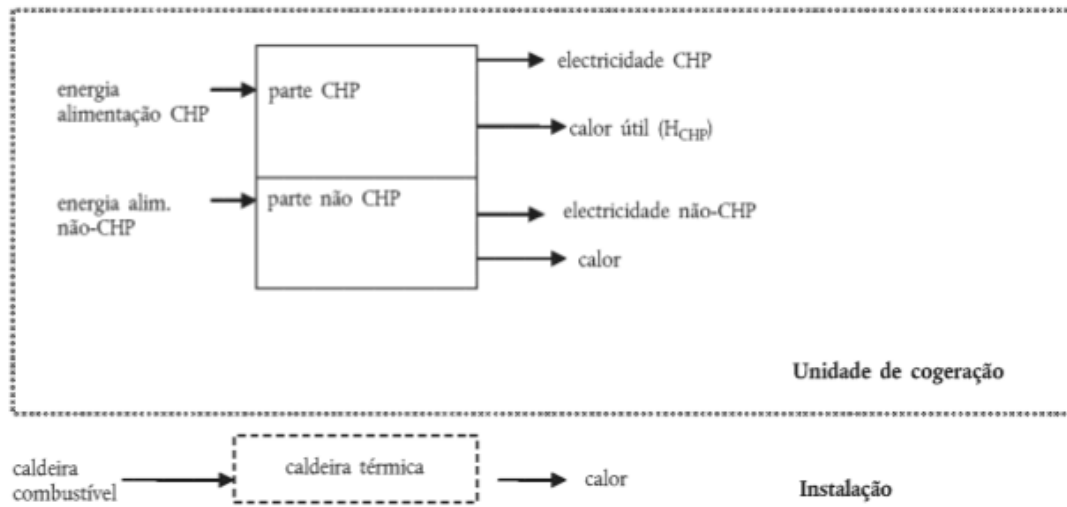 electricidade CHP
energia
alimentação CHP
parte CHP
calor útil (H_CHP)
energia alim.
não-CHP
parte não CHP
electricidade não-CHP
calor
Unidade de cogeração
caldeira
combustível
caldeira térmica
calor
Instalação